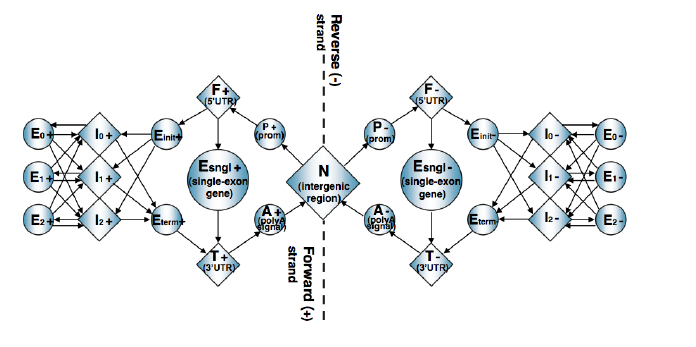 Reverse (-)
strand
F+
(5'UTR)
F-
(5'UTR)
E0+
I0+
Einit+
P+
(prom)
P-
(prom)
Einit-
I0-
E0-
E1+
I1+
Esngl+
(single-exon
gene)
N
(intergenic
region)
Esngl-
(single-exon
gene)
I1-
E1-
E2+
I2+
Eterm+
A+
(polyA
signal)
A-
(polyA
signal)
Eterm-
I2-
E2-
T+
(3'UTR)
T-
(3'UTR)
Forward (+)
strand